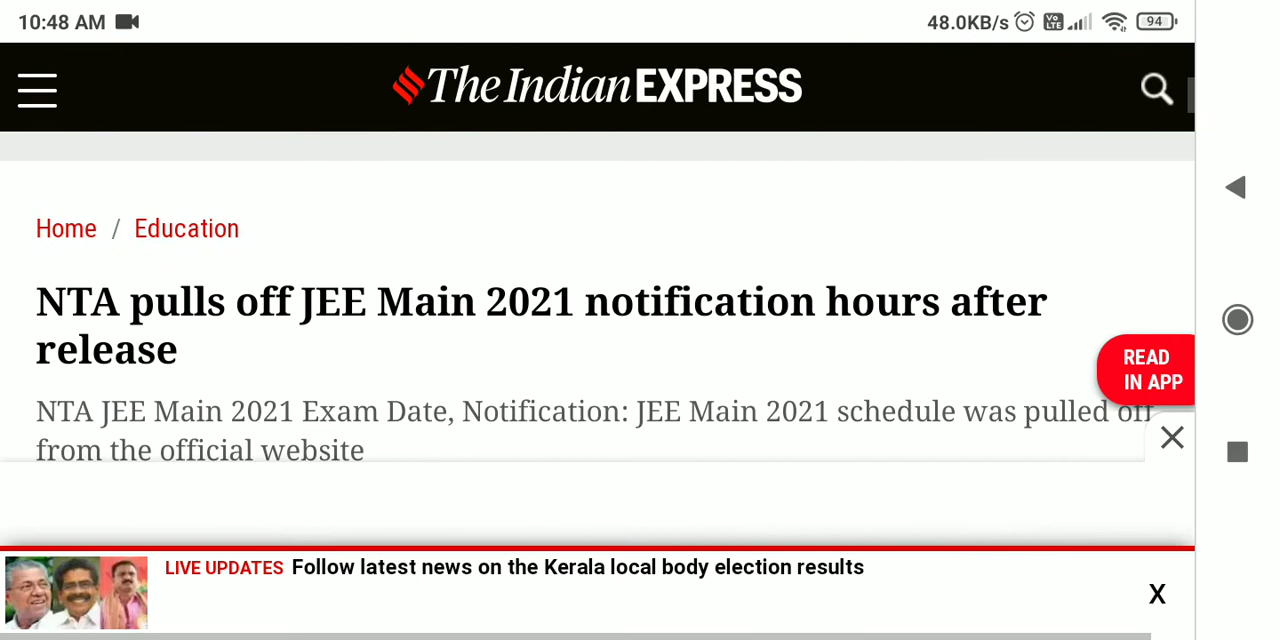 10:48 AM
48.0KB/s
Vo LTE
94
The Indian EXPRESS
Home / Education
NTA pulls off JEE Main 2021 notification hours after
release
READ
IN APP
NTA JEE Main 2021 Exam Date, Notification: JEE Main 2021 schedule was pulled off
from the official website
LIVE UPDATES Follow latest news on the Kerala local body election results
X